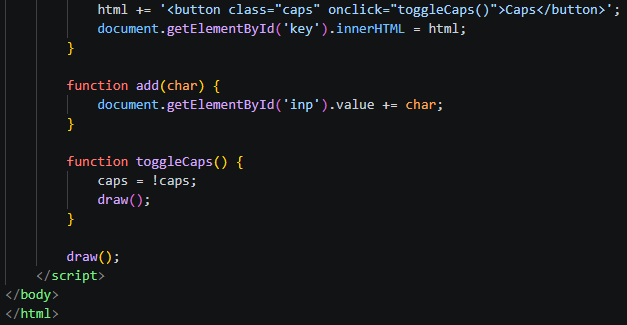 html += '<button class="caps" onclick="toggleCaps()">Caps</button>';
document.getElementById('key').innerHTML = html;
}
function add(char) {
document.getElementById('inp').value += char;
}
function toggleCaps() {
caps = !caps;
draw();
}
draw();
</script>
</body>
</html>